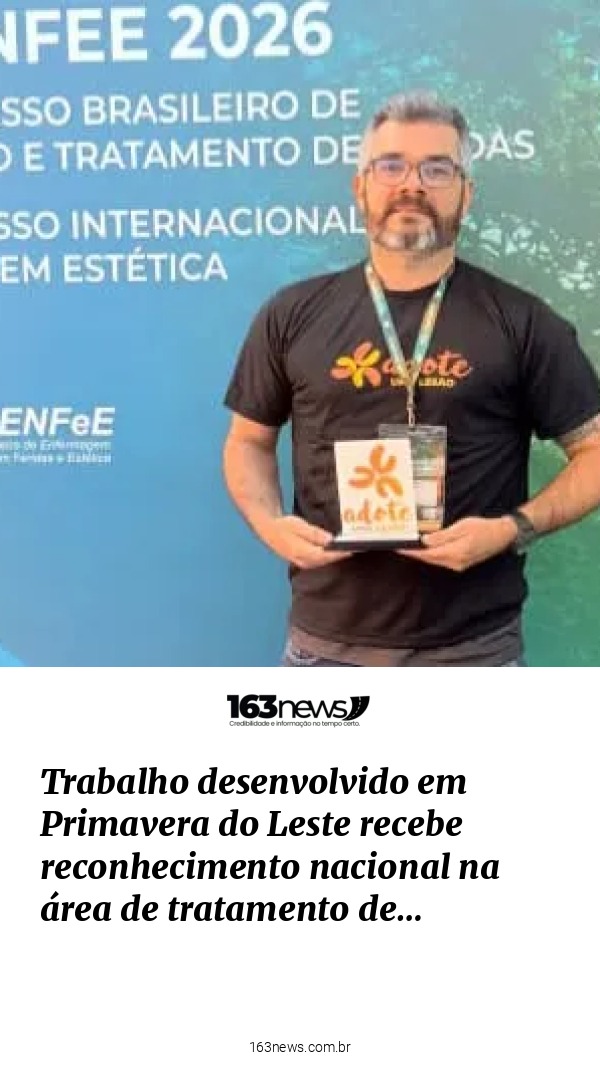 NFEE 2026
SSO BRASILEIRO DE
O E TRATAMENTO DE DAS
SSO INTERNACIONAL
EM ESTÉTICA
adote
UMA LESÃO
ENFeE
adote
163news
Credibilidade e informação no tempo certo.
Trabalho desenvolvido em
Primavera do Leste recebe
reconhecimento nacional na
área de tratamento de...
163news.com.br